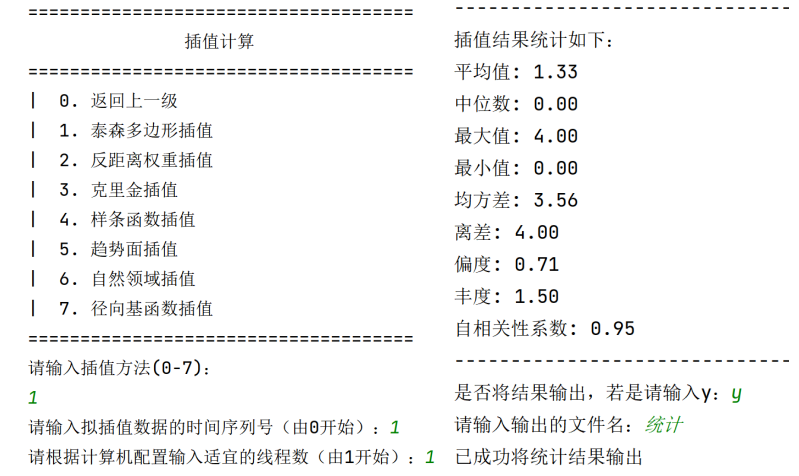 =====================================
插值计算
=====================================
|  0. 返回上一级
|  1. 泰森多边形插值
|  2. 反距离权重插值
|  3. 克里金插值
|  4. 样条函数插值
|  5. 趋势面插值
|  6. 自然领域插值
|  7. 径向基函数插值
=====================================
请输入插值方法(0-7):
1
请输入拟插值数据的时间序列号（由0开始）: 1
请根据计算机配置输入适宜的线程数（由1开始）: 1
--------------------------------
插值结果统计如下:
平均值: 1.33
中位数: 0.00
最大值: 4.00
最小值: 0.00
均方差: 3.56
离差: 4.00
偏度: 0.71
丰度: 1.50
自相关性系数: 0.95
--------------------------------
是否将结果输出，若是请输入y: y
请输入输出的文件名: 统计
已成功将统计结果输出